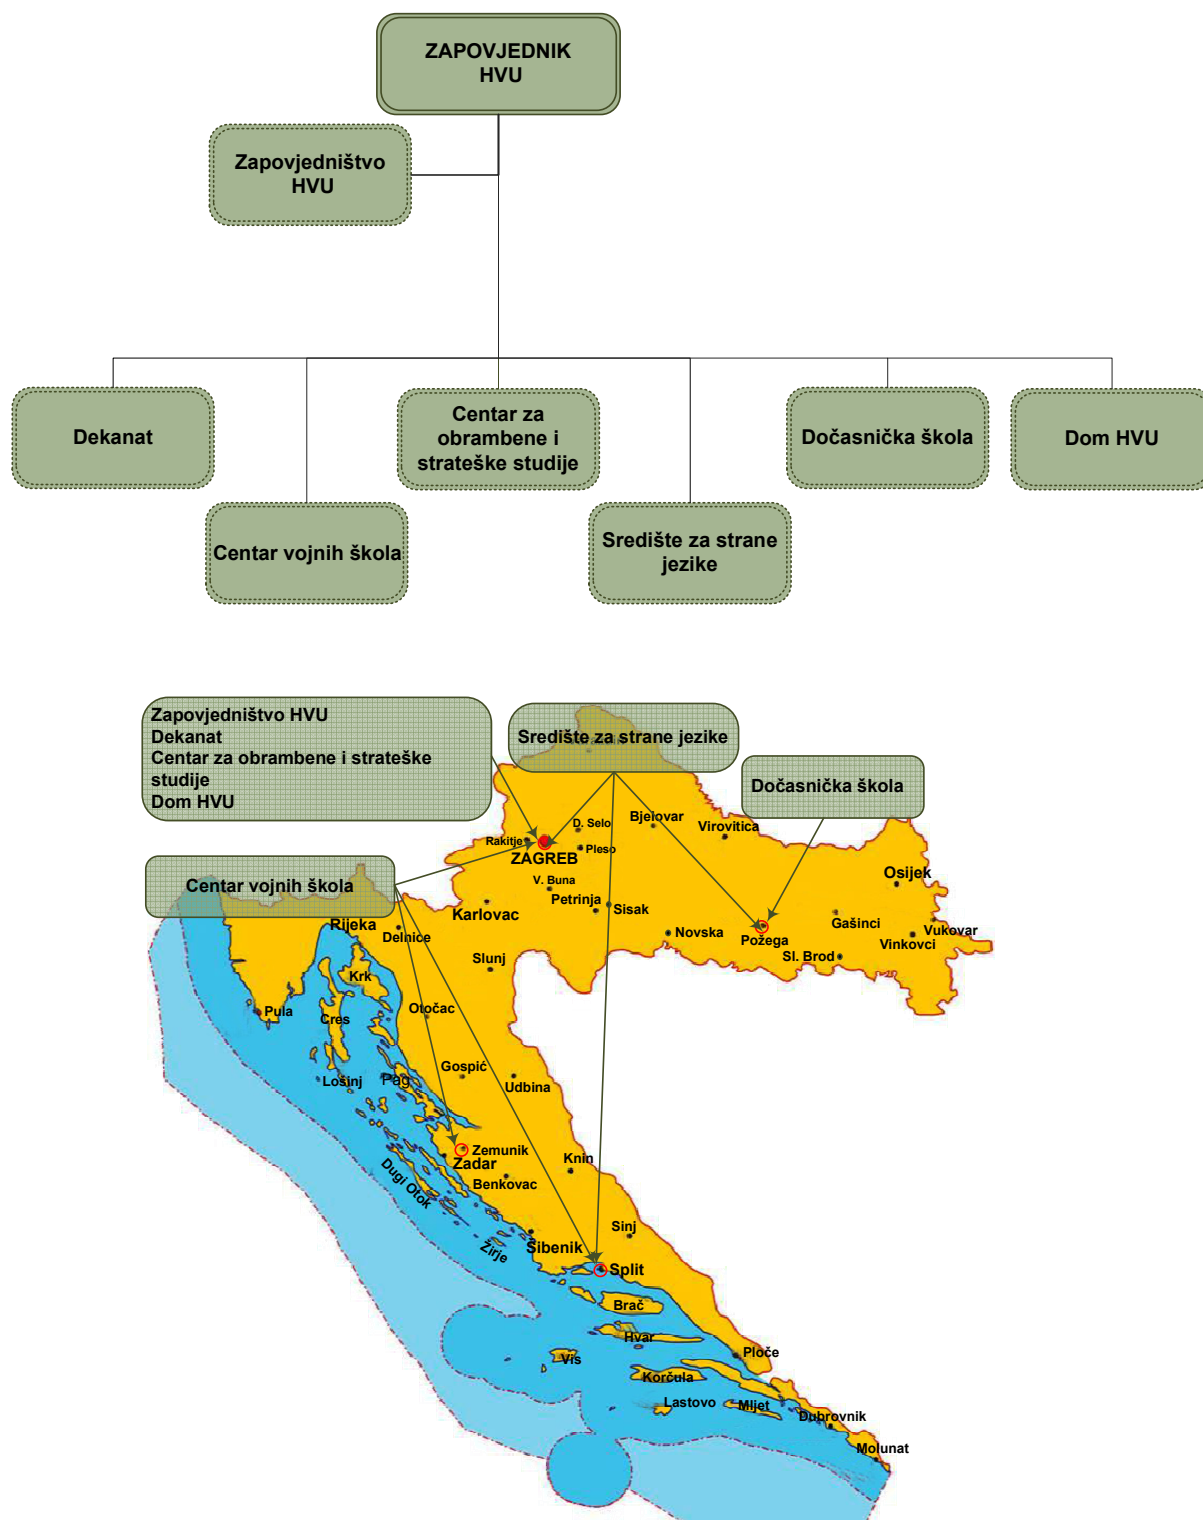 ZAPOVJEDNIK
HVU
Zapovjedništvo
HVU
Dekanat
Centar za
obrambene i
strateške studije
Dočasnička škola
Dom HVU
Centar vojnih škola
Središte za strane
jezike
Zapovjedništvo HVU
Dekanat
Centar za obrambene i strateške
studije
Dom HVU
Središte za strane jezike
Dočasnička škola
Centar vojnih škola
D. Selo
Bjelovar
Virovitica
Rakitje
Pleso
ZAGREB
V. Buna
Petrinja
Sisak
Karlovac
Osijek
Rijeka
Delnice
Novska
Požega
Gašinci
Vukovar
Vinkovci
Sl. Brod
Slunj
Krk
Pula
Cres
Otočac
Lošinj
Pag
Gospić
Udbina
Zemunik
Zadar
Benkovac
Knin
Dugi Otok
Žirje
Šibenik
Sinj
Split
Brač
Hvar
Vis
Ploče
Korčula
Lastovo
Mljet
Dubrovnik
Molunat